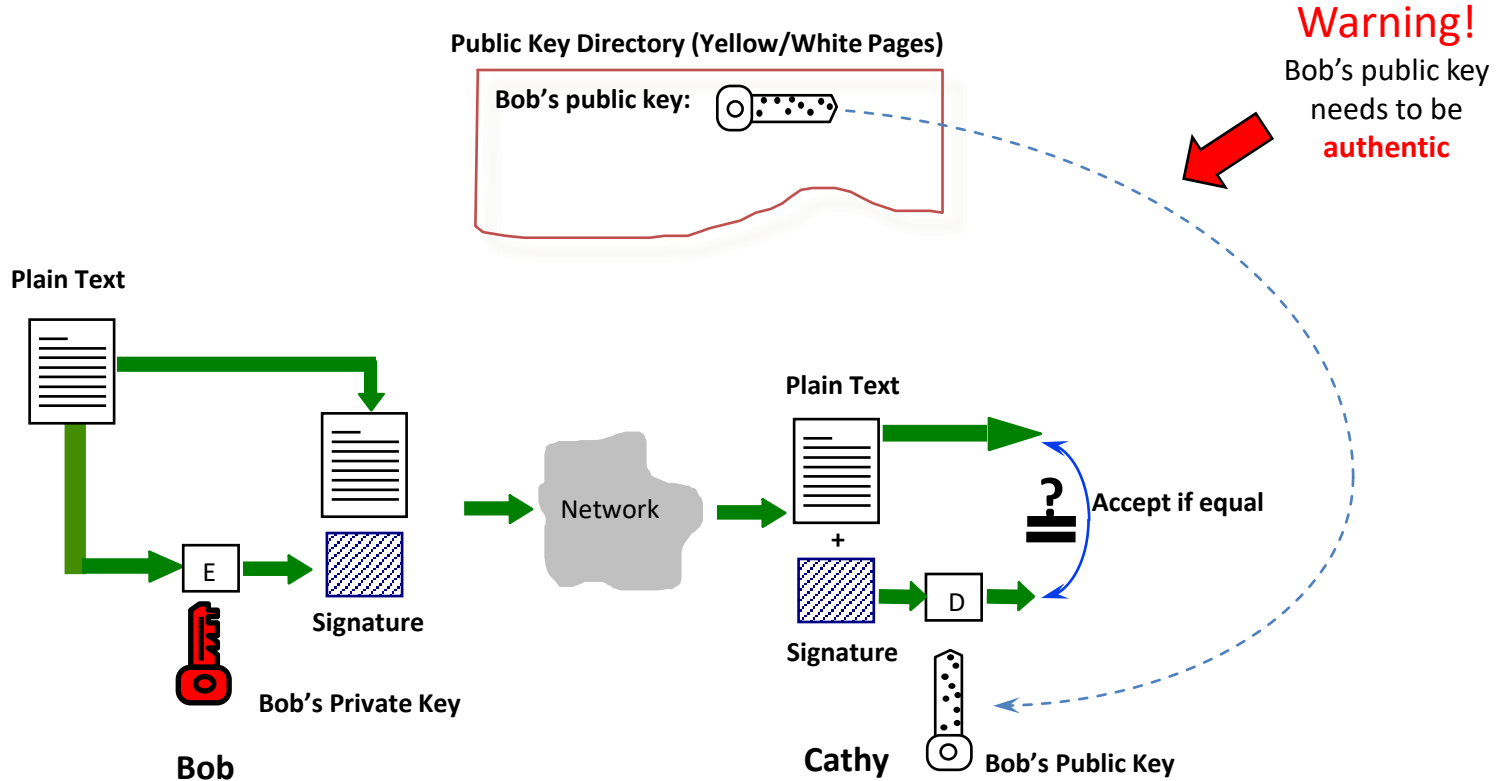 Warning!
Public Key Directory (Yellow/White Pages)
Bob's public key
needs to be
authentic
Bob's public key:
Plain Text
Plain Text
Network
?
Accept if equal
+
E
D
Signature
Signature
Bob's Private Key
Bob
Cathy
Bob's Public Key